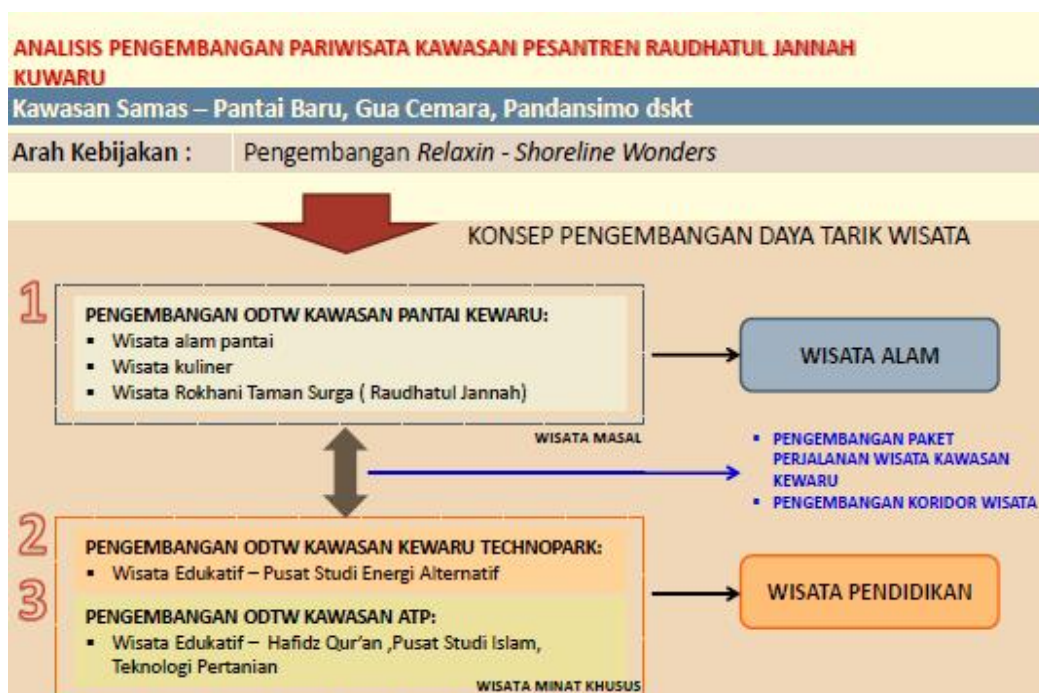 ANALISIS PENGEMBANGAN PARIWISATA KAWASAN PESANTREN RAUDHATUL JANNAH
KUWARU
Kawasan Samas – Pantai Baru, Gua Cemara, Pandansimo dskt
Arah Kebijakan : Pengembangan Relaxin - Shoreline Wonders
KONSEP PENGEMBANGAN DAYA TARIK WISATA
1
PENGEMBANGAN ODTW KAWASAN PANTAI KEWARU:
▪ Wisata alam pantai
▪ Wisata kuliner
▪ Wisata Rokhani Taman Surga ( Raudhatul Jannah)
WISATA MASAL
WISATA ALAM
▪ PENGEMBANGAN PAKET
PERJALANAN WISATA KAWASAN
KEWARU
▪ PENGEMBANGAN KORIDOR WISATA
2
PENGEMBANGAN ODTW KAWASAN KEWARU TECHNOPARK:
▪ Wisata Edukatif – Pusat Studi Energi Alternatif
3
PENGEMBANGAN ODTW KAWASAN ATP:
▪ Wisata Edukatif – Hafidz Qur'an ,Pusat Studi Islam,
Teknologi Pertanian
WISATA MINAT KHUSUS
WISATA PENDIDIKAN